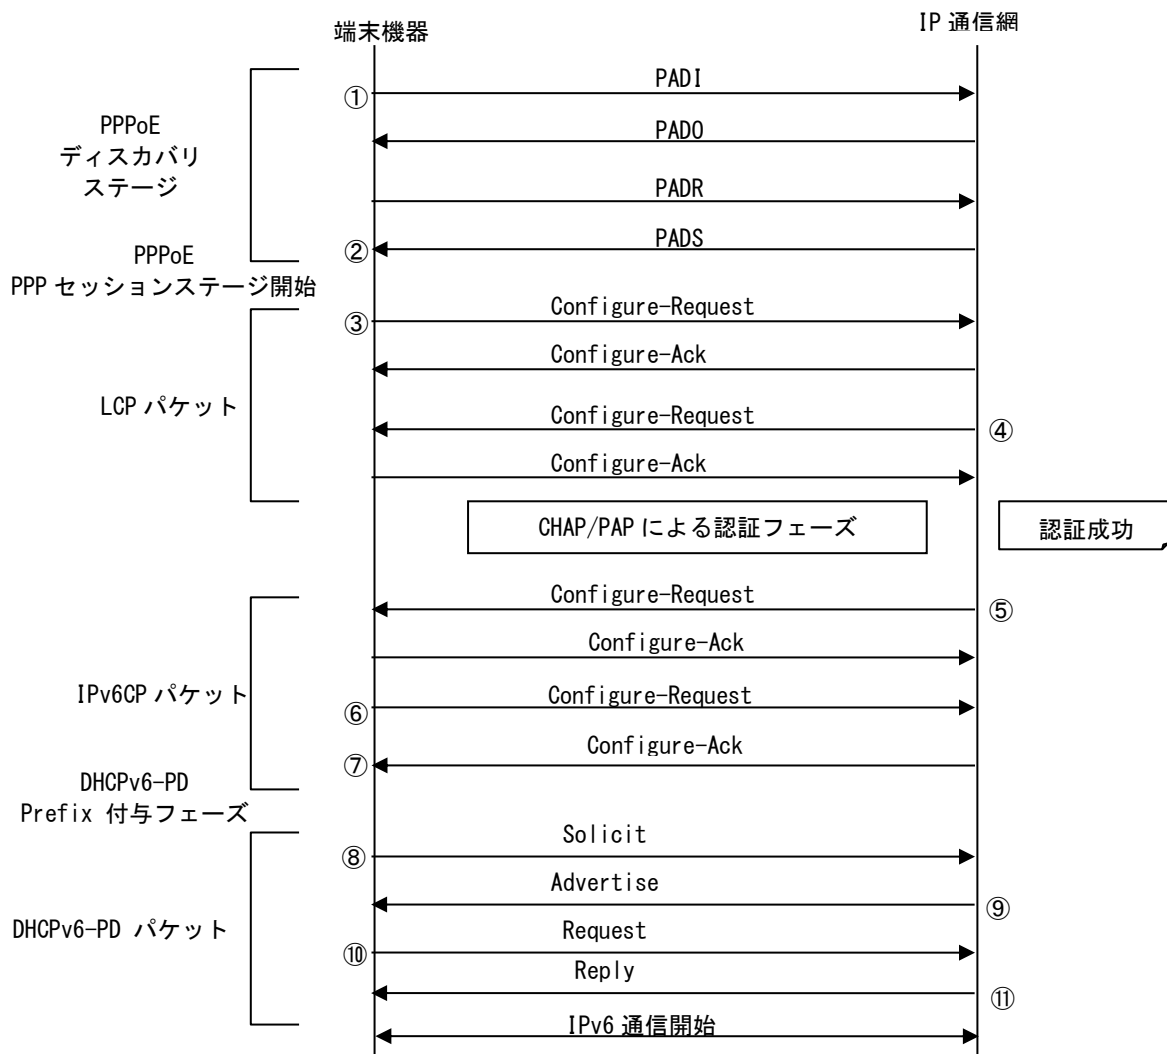 端末機器
IP 通信網
PADI
①
PPPoE
ディスカバリ
ステージ
PADO
PADR
PADS
②
PPPoE
PPP セッションステージ開始
Configure-Request
③
Configure-Ack
LCP パケット
Configure-Request
④
Configure-Ack
CHAP/PAP による認証フェーズ
認証成功
Configure-Request
⑤
Configure-Ack
IPv6CP パケット
Configure-Request
⑥
Configure-Ack
⑦
DHCPv6-PD
Prefix 付与フェーズ
Solicit
⑧
Advertise
⑨
DHCPv6-PD パケット
Request
⑩
Reply
⑪
IPv6 通信開始